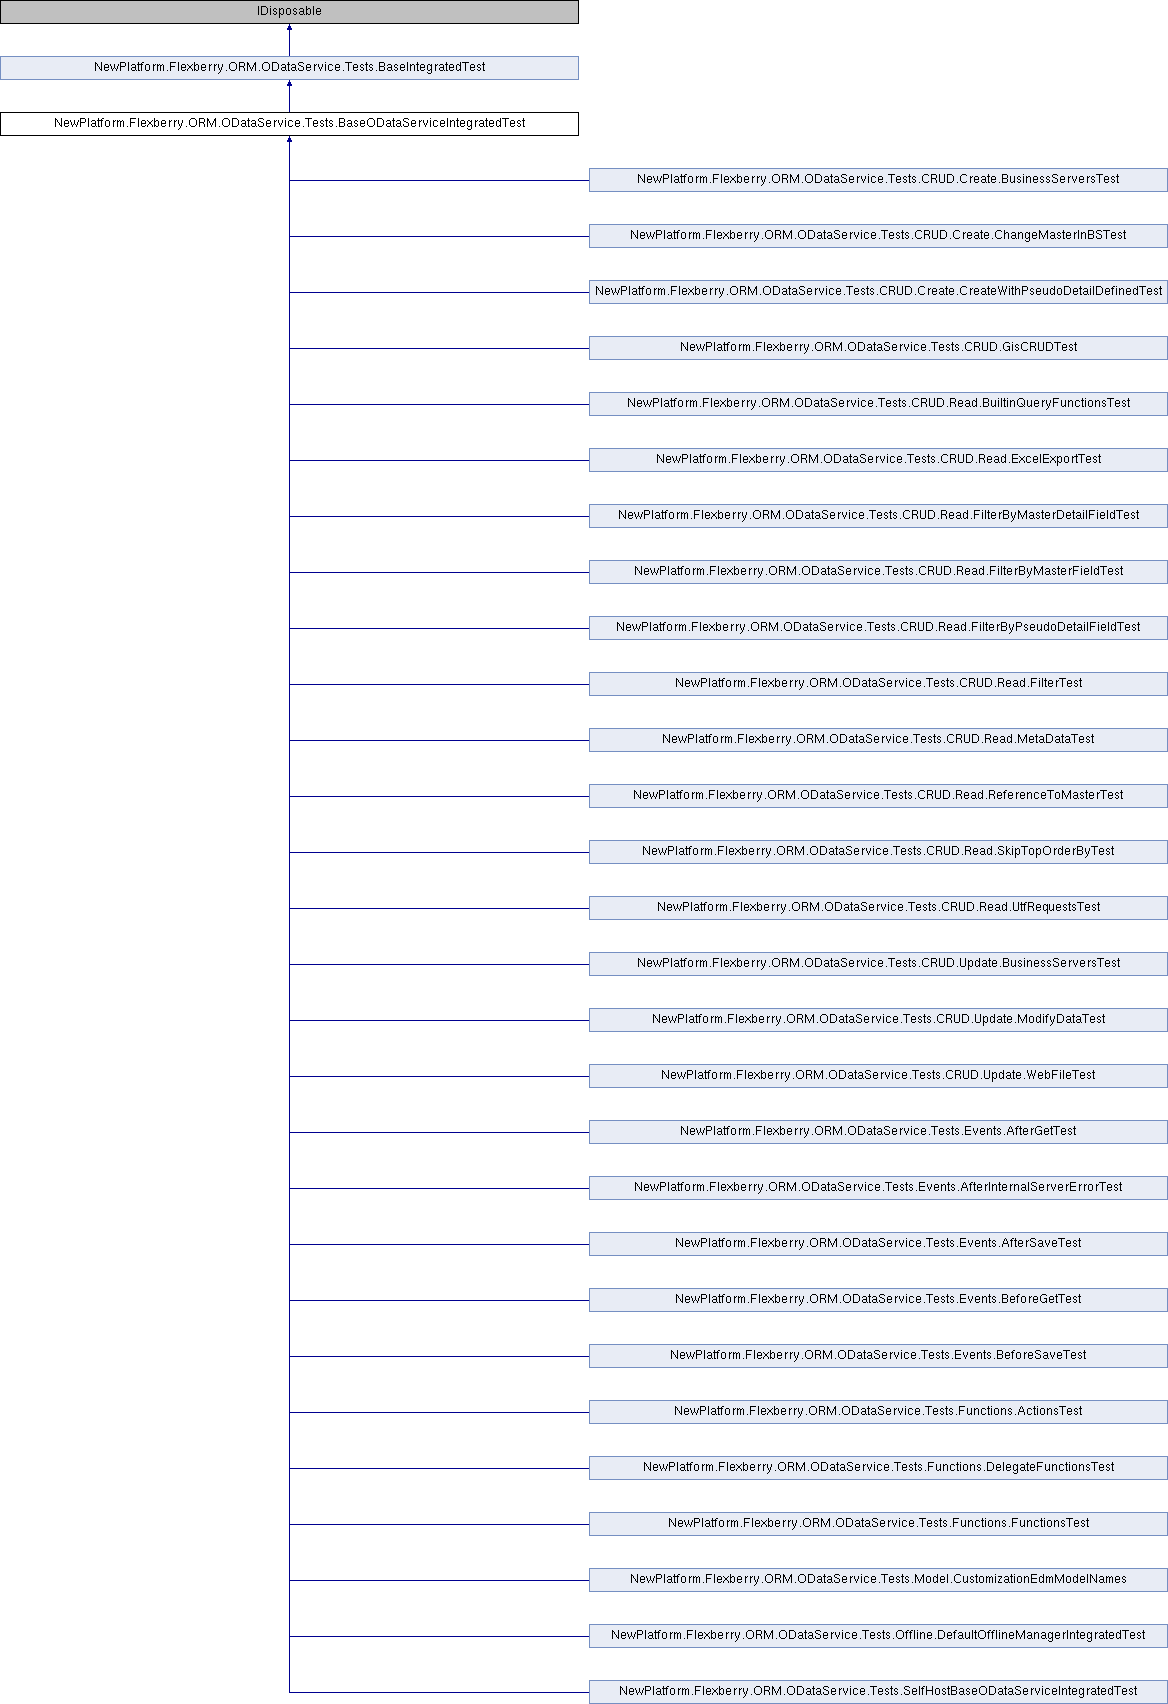 IDisposable
NewPlatform.Flexberry.ORM.ODataService.Tests.BaseIntegratedTest
NewPlatform.Flexberry.ORM.ODataService.Tests.BaseODataServiceIntegratedTest
NewPlatform.Flexberry.ORM.ODataService.Tests.CRUD.Create.BusinessServersTest
NewPlatform.Flexberry.ORM.ODataService.Tests.CRUD.Create.ChangeMasterInBSTest
NewPlatform.Flexberry.ORM.ODataService.Tests.CRUD.Create.CreateWithPseudoDetailDefinedTest
NewPlatform.Flexberry.ORM.ODataService.Tests.CRUD.GisCRUDTest
NewPlatform.Flexberry.ORM.ODataService.Tests.CRUD.Read.BuiltinQueryFunctionsTest
NewPlatform.Flexberry.ORM.ODataService.Tests.CRUD.Read.ExcelExportTest
NewPlatform.Flexberry.ORM.ODataService.Tests.CRUD.Read.FilterByMasterDetailFieldTest
NewPlatform.Flexberry.ORM.ODataService.Tests.CRUD.Read.FilterByMasterFieldTest
NewPlatform.Flexberry.ORM.ODataService.Tests.CRUD.Read.FilterByPseudoDetailFieldTest
NewPlatform.Flexberry.ORM.ODataService.Tests.CRUD.Read.FilterTest
NewPlatform.Flexberry.ORM.ODataService.Tests.CRUD.Read.MetaDataTest
NewPlatform.Flexberry.ORM.ODataService.Tests.CRUD.Read.ReferenceToMasterTest
NewPlatform.Flexberry.ORM.ODataService.Tests.CRUD.Read.SkipTopOrderByTest
NewPlatform.Flexberry.ORM.ODataService.Tests.CRUD.Read.UtfRequestsTest
NewPlatform.Flexberry.ORM.ODataService.Tests.CRUD.Update.BusinessServersTest
NewPlatform.Flexberry.ORM.ODataService.Tests.CRUD.Update.ModifyDataTest
NewPlatform.Flexberry.ORM.ODataService.Tests.CRUD.Update.WebFileTest
NewPlatform.Flexberry.ORM.ODataService.Tests.Events.AfterGetTest
NewPlatform.Flexberry.ORM.ODataService.Tests.Events.AfterInternalServerErrorTest
NewPlatform.Flexberry.ORM.ODataService.Tests.Events.AfterSaveTest
NewPlatform.Flexberry.ORM.ODataService.Tests.Events.BeforeGetTest
NewPlatform.Flexberry.ORM.ODataService.Tests.Events.BeforeSaveTest
NewPlatform.Flexberry.ORM.ODataService.Tests.Functions.ActionsTest
NewPlatform.Flexberry.ORM.ODataService.Tests.Functions.DelegateFunctionsTest
NewPlatform.Flexberry.ORM.ODataService.Tests.Functions.FunctionsTest
NewPlatform.Flexberry.ORM.ODataService.Tests.Model.CustomizationEdmModelNames
NewPlatform.Flexberry.ORM.ODataService.Tests.Offline.DefaultOfflineManagerIntegratedTest
NewPlatform.Flexberry.ORM.ODataService.Tests.SelfHostBaseODataServiceIntegratedTest